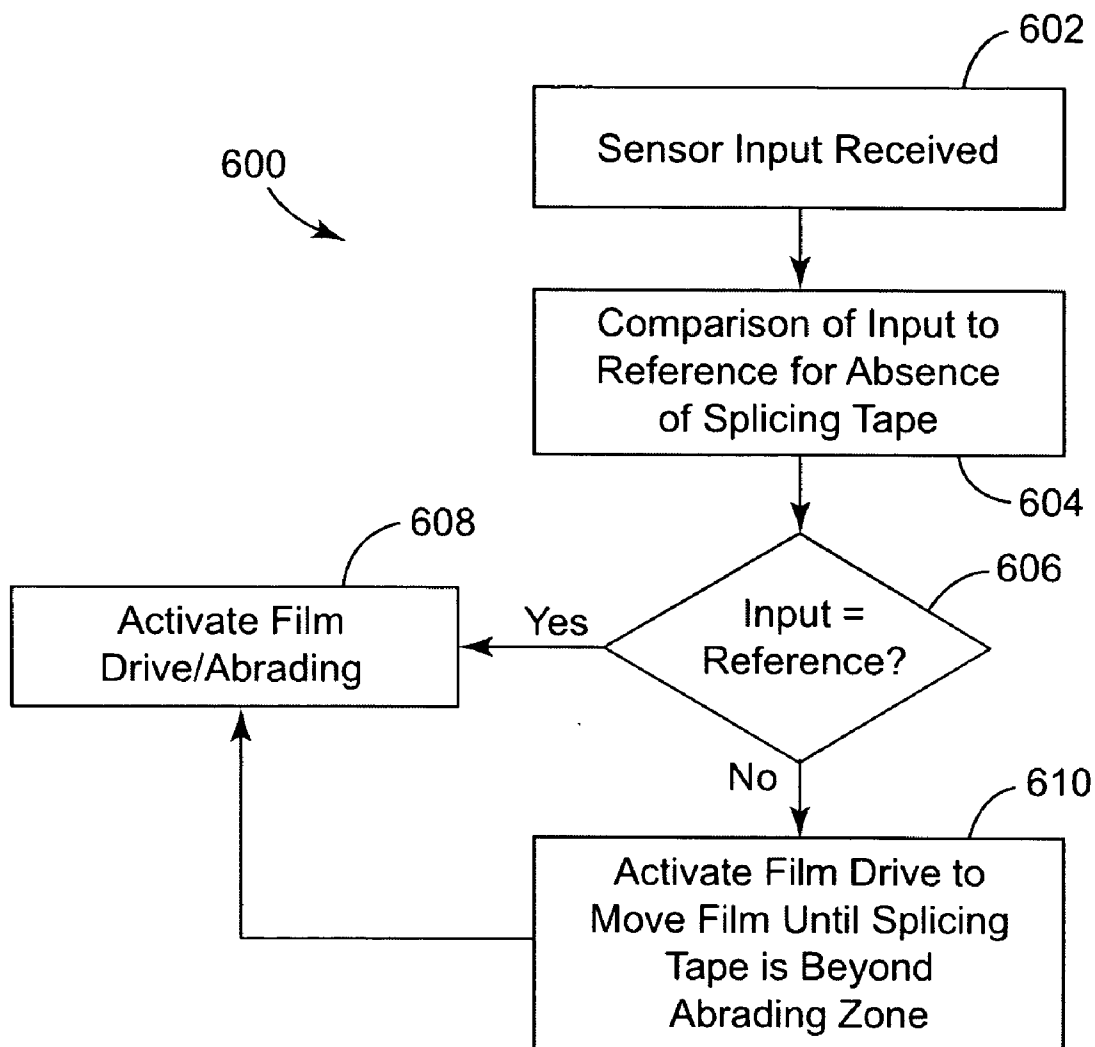 602
Sensor Input Received
600
Comparison of Input to
Reference for Absence
of Splicing Tape
604
608
606
Activate Film
Drive/Abrading
Yes
Input =
Reference?
No
610
Activate Film Drive to
Move Film Until Splicing
Tape is Beyond
Abrading Zone